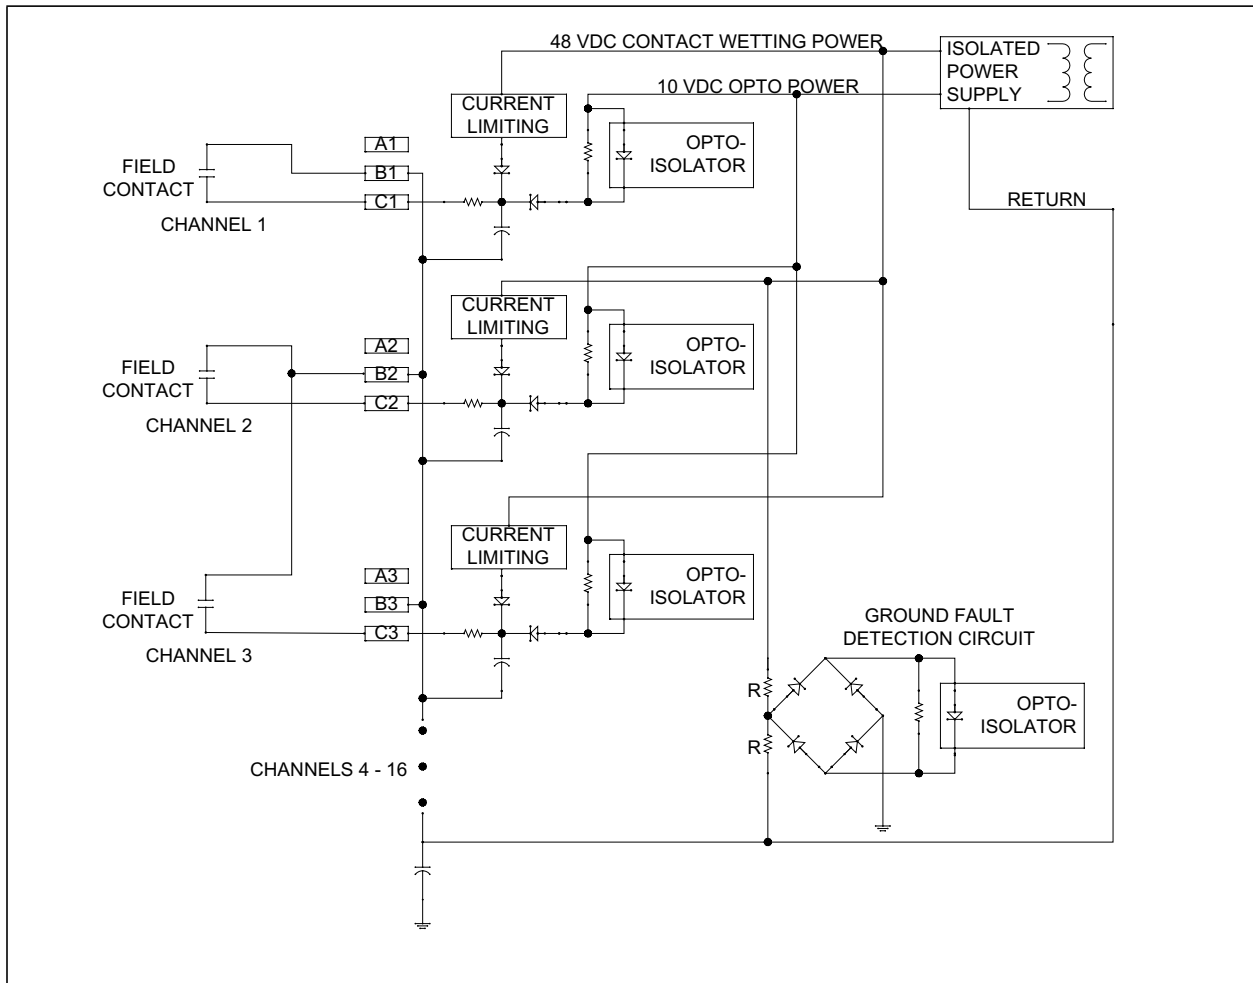 48 VDC CONTACT WETTING POWER
ISOLATED
POWER
SUPPLY
10 VDC OPTO POWER
CURRENT
LIMITING
OPTO-
ISOLATOR
A1
B1
C1
FIELD
CONTACT
CHANNEL 1
RETURN
CURRENT
LIMITING
OPTO-
ISOLATOR
A2
B2
C2
FIELD
CONTACT
CHANNEL 2
CURRENT
LIMITING
OPTO-
ISOLATOR
A3
B3
C3
FIELD
CONTACT
CHANNEL 3
GROUND FAULT
DETECTION CIRCUIT
R
R
OPTO-
ISOLATOR
CHANNELS 4 - 16